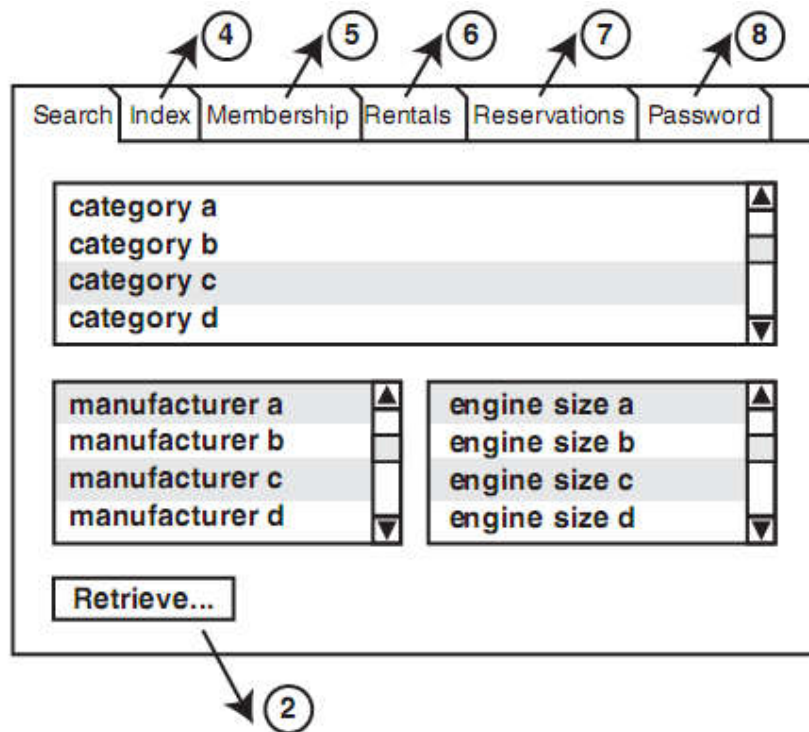 4 5 6 7 8
Search Index Membership Rentals Reservations Password
category a
category b
category c
category d
manufacturer a
manufacturer b
manufacturer c
manufacturer d
engine size a
engine size b
engine size c
engine size d
Retrieve...
2